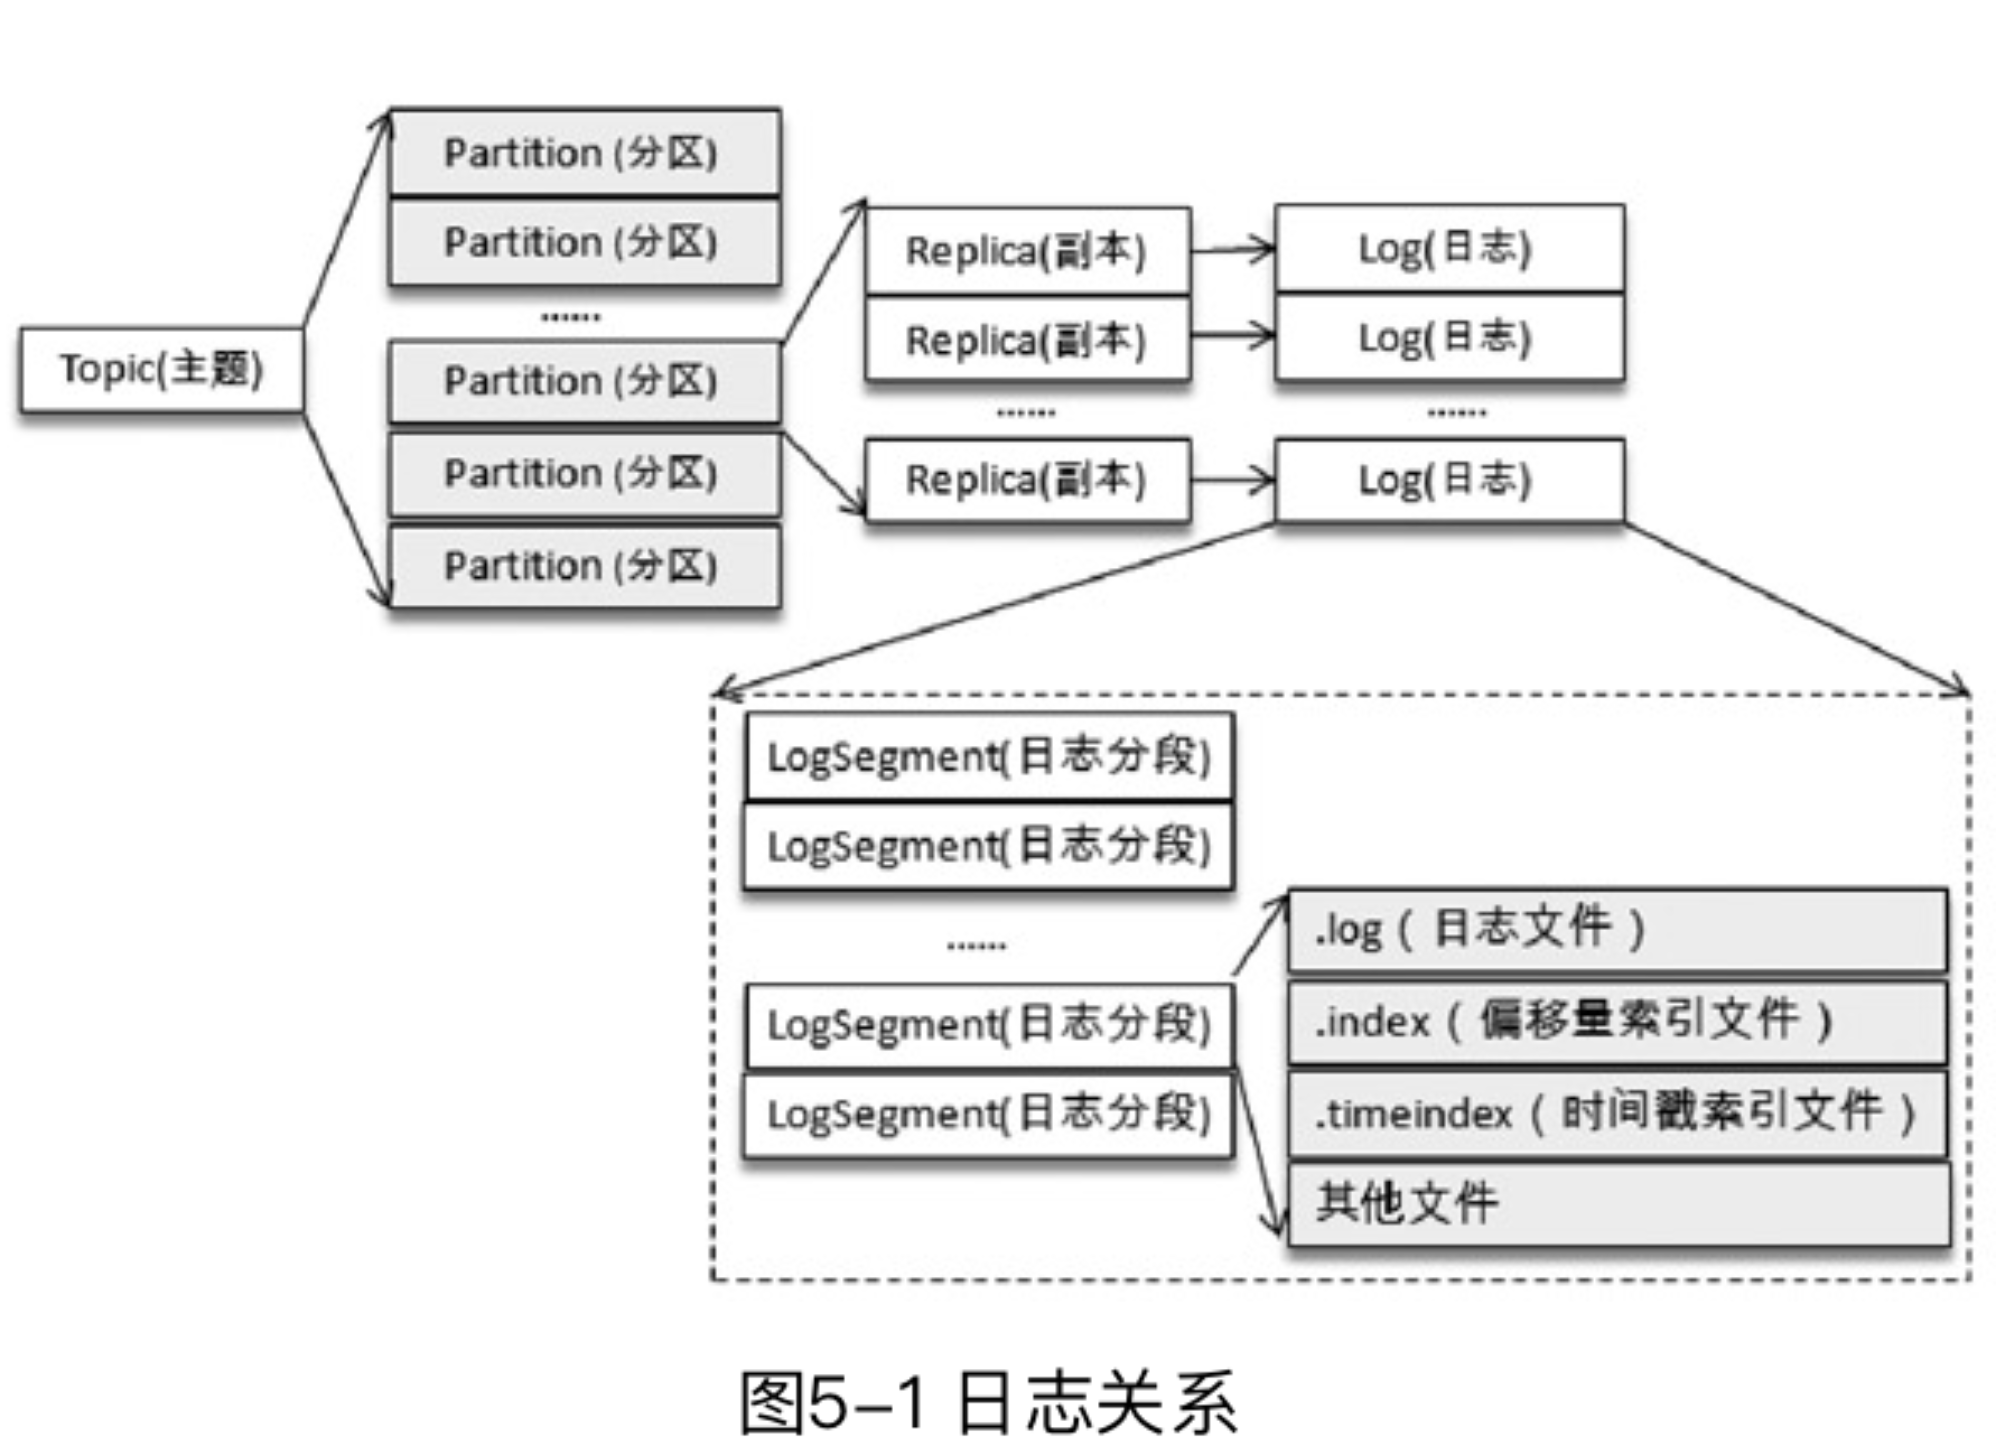 Topic(主题)
Partition (分区)
Partition (分区)
......
Partition (分区)
Partition (分区)
Partition (分区)
Replica(副本)
Replica(副本)
......
Replica(副本)
Log(日志)
Log(日志)
......
Log(日志)
LogSegment(日志分段)
LogSegment(日志分段)
......
LogSegment(日志分段)
LogSegment(日志分段)
.log（日志文件）
.index（偏移量索引文件）
.timeindex（时间戳索引文件）
其他文件
图5-1 日志关系